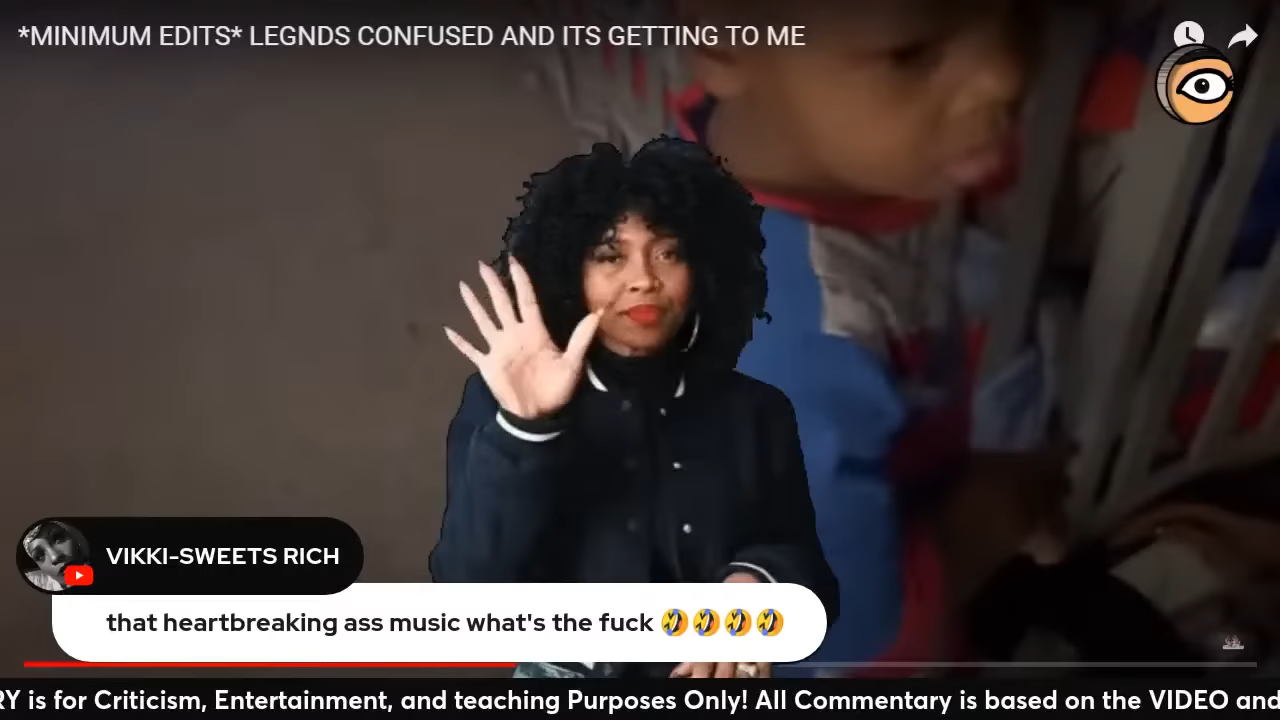 *MINIMUM EDITS* LEGNDS CONFUSED AND ITS GETTING TO ME
VIKKI-SWEETS RICH
that heartbreaking ass music what's the fuck 🤣🤣🤣🤣
RY is for Criticism, Entertainment, and teaching Purposes Only! All Commentary is based on the VIDEO and